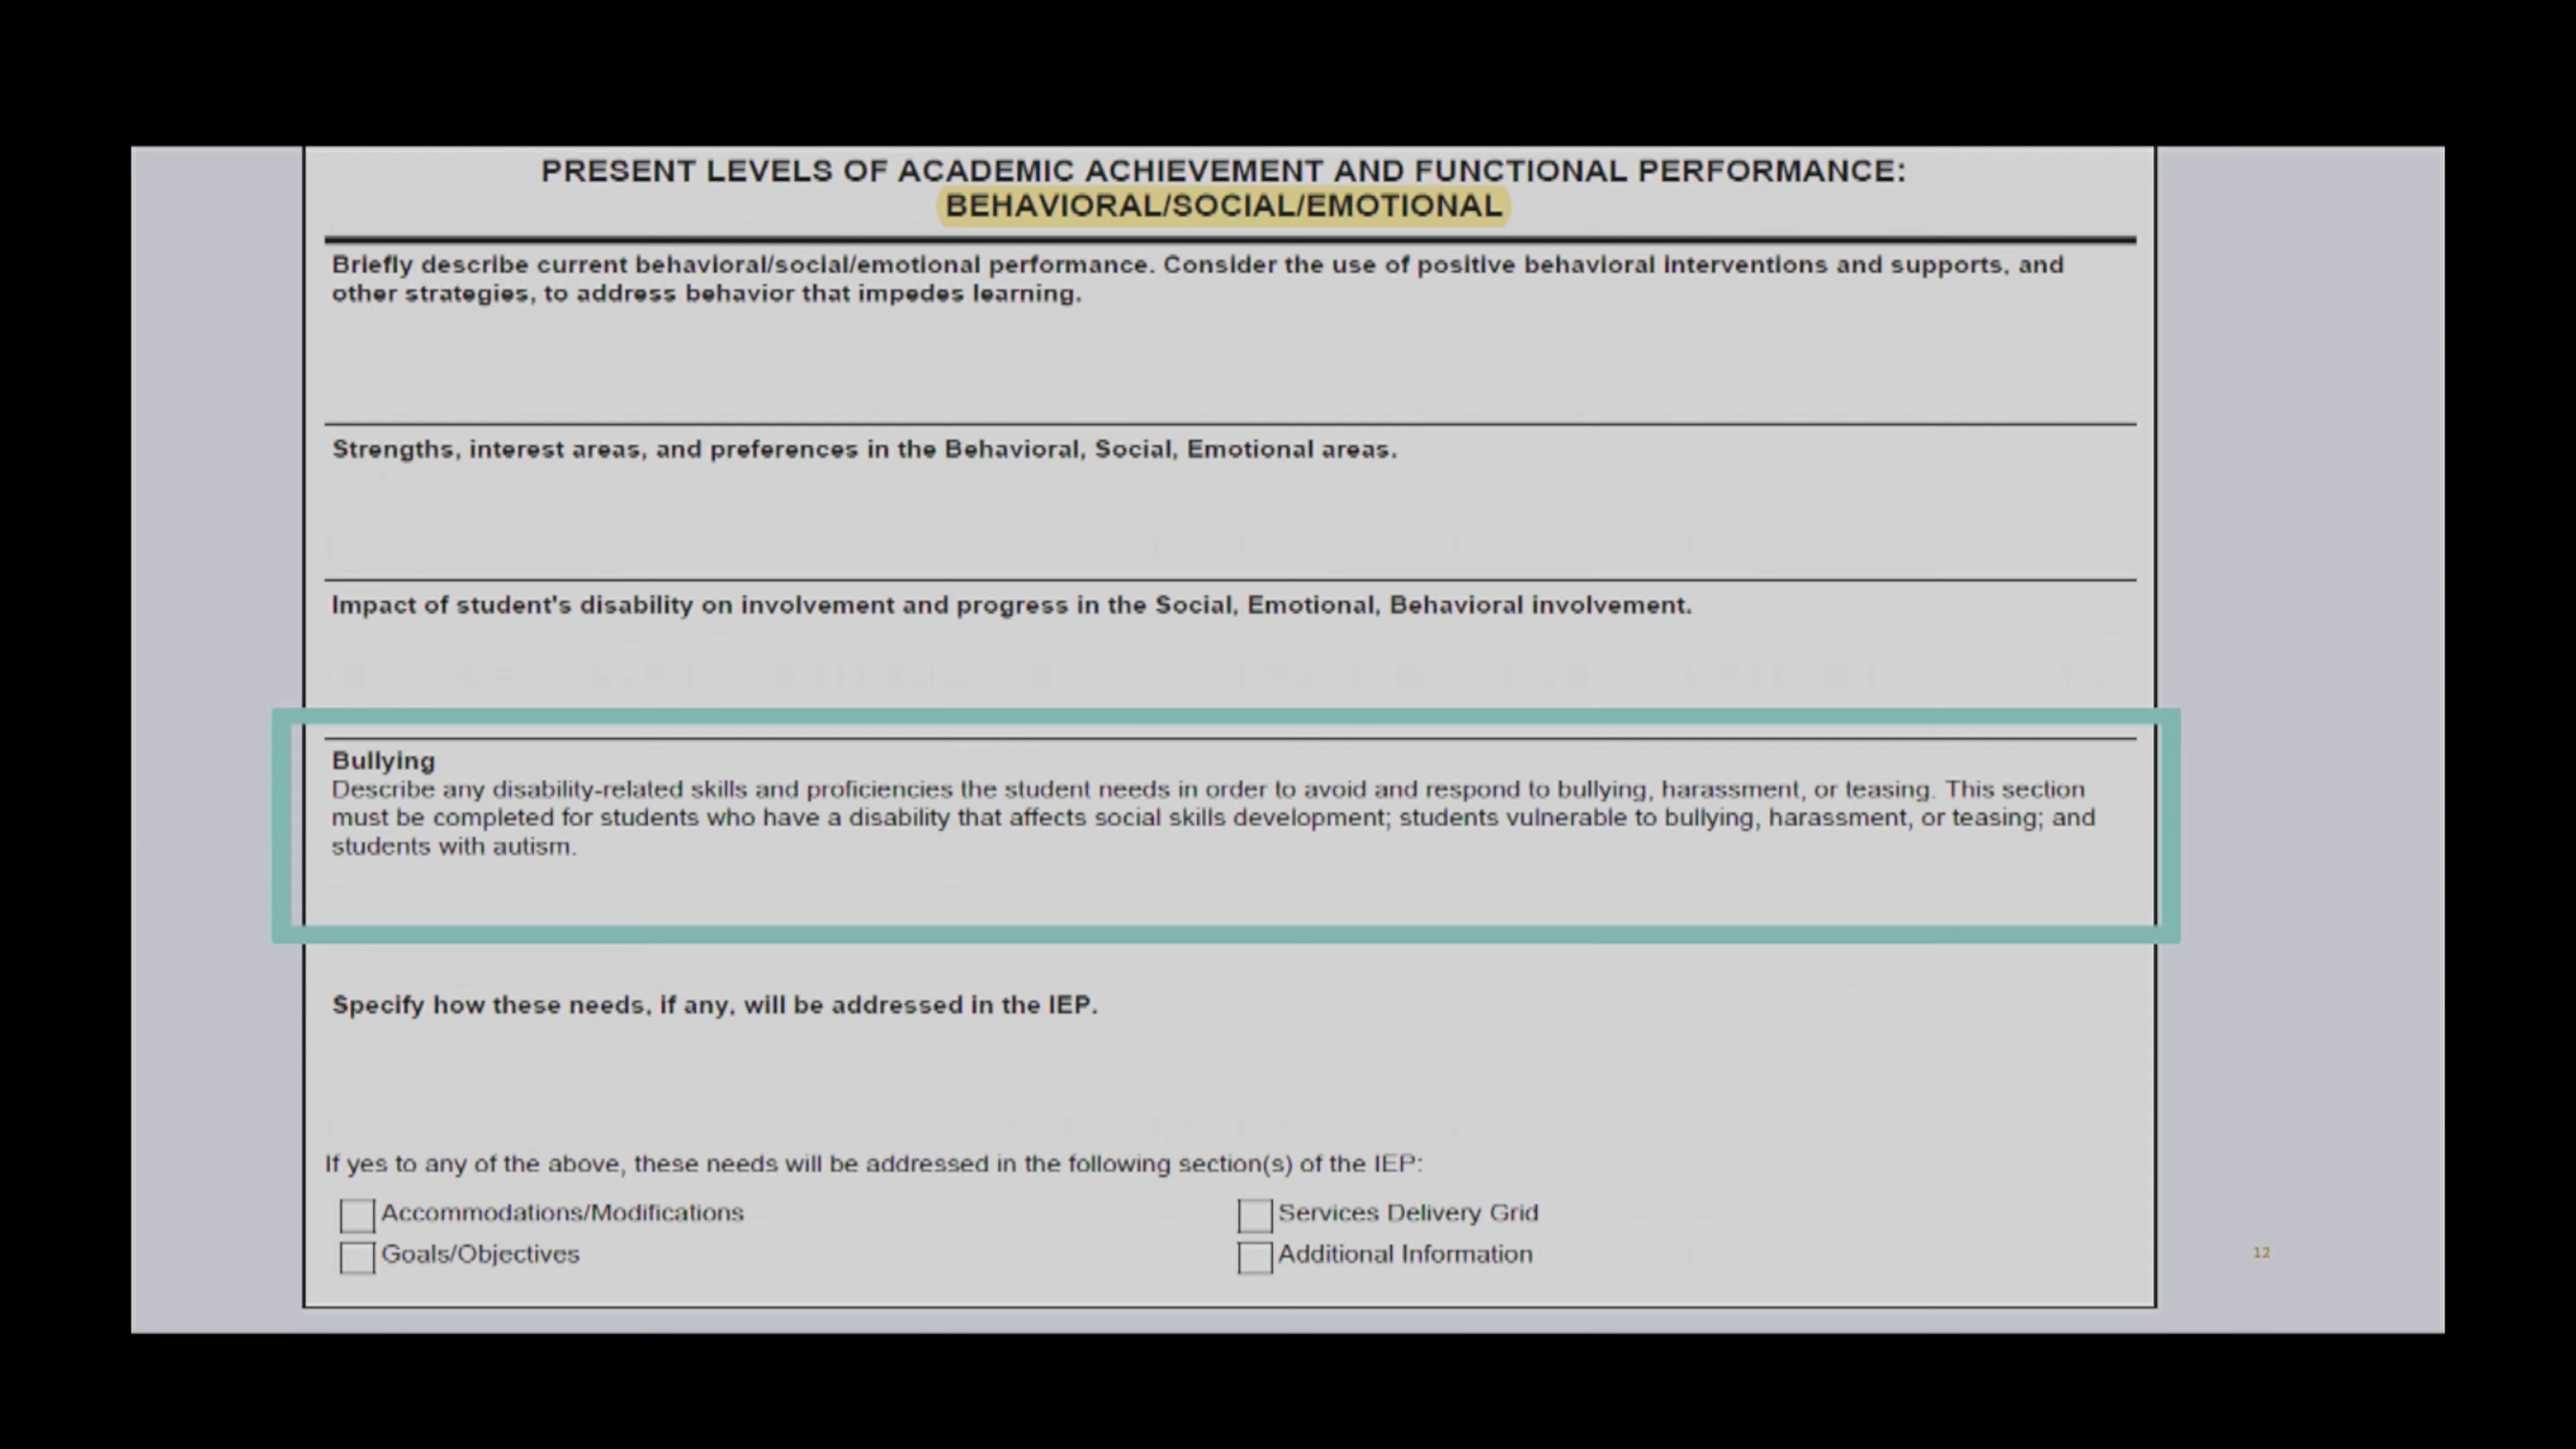 PRESENT LEVELS OF ACADEMIC ACHIEVEMENT AND FUNCTIONAL PERFORMANCE:
BEHAVIORAL/SOCIAL/EMOTIONAL
Briefly describe current behavioral/social/emotional performance. Consider the use of positive behavioral interventions and supports, and
other strategies, to address behavior that impedes learning.
Strengths, interest areas, and preferences in the Behavioral, Social, Emotional areas.
Impact of student's disability on involvement and progress in the Social, Emotional, Behavioral involvement.
Bullying
Describe any disability-related skills and proficiencies the student needs in order to avoid and respond to bullying, harassment, or teasing. This section
must be completed for students who have a disability that affects social skills development; students vulnerable to bullying, harassment, or teasing; and
students with autism.
Specify how these needs, if any, will be addressed in the IEP.
If yes to any of the above, these needs will be addressed in the following section(s) of the IEP:
Accommodations/Modifications Services Delivery Grid
Goals/Objectives Additional Information
12